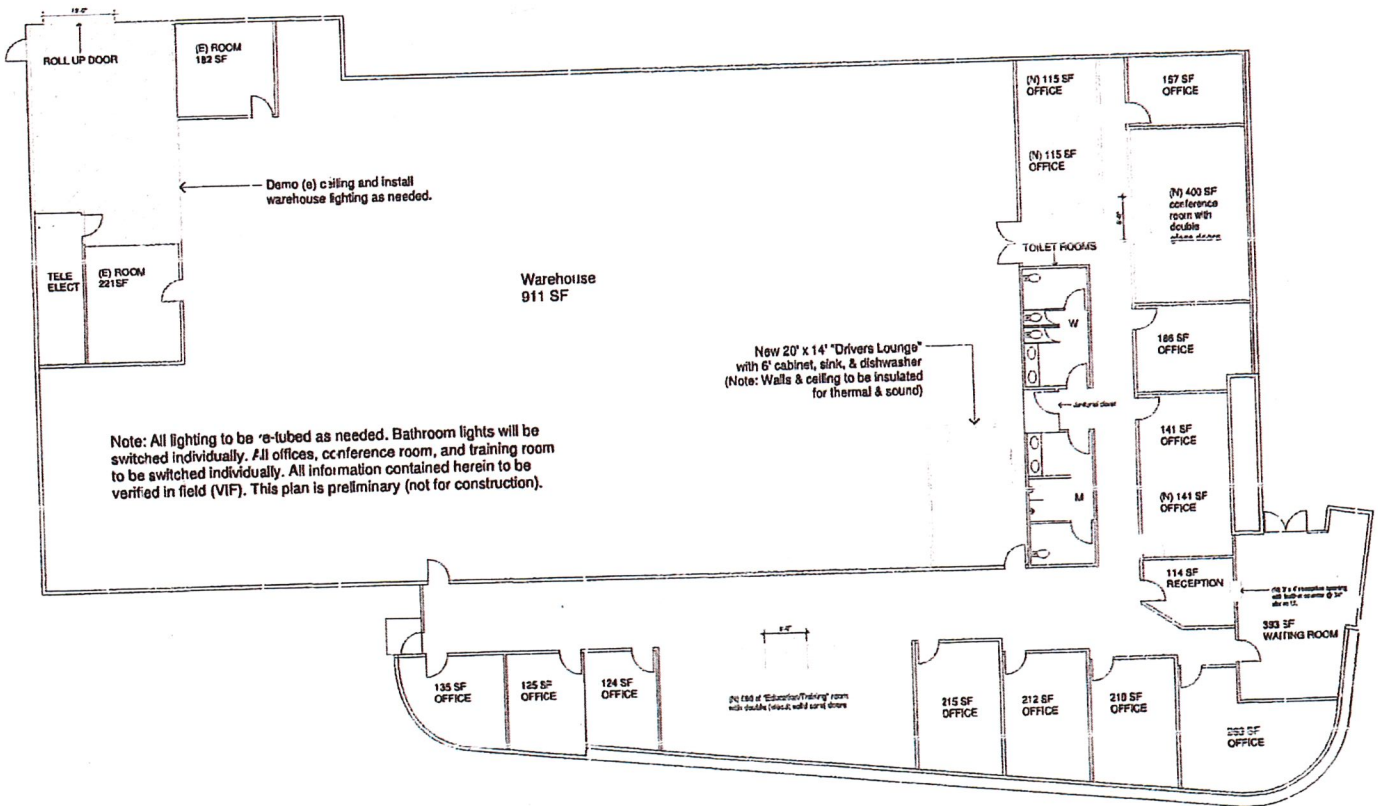 ROLL UP DOOR
(E) ROOM
182 SF
Demo (e) ceiling and install
warehouse lighting as needed.
TELE
ELECT
(E) ROOM
221SF
Warehouse
911 SF
(N) 115 SF
OFFICE
(N) 115 SF
OFFICE
157 SF
OFFICE
(N) 400 SF
conference
room with
double
TOILET ROOMS
W
New 20' x 14' "Drivers Lounge"
with 6' cabinet, sink, & dishwasher
(Note: Walls & ceiling to be insulated
for thermal & sound)
186 SF
OFFICE
141 SF
OFFICE
(N) 141 SF
OFFICE
M
Note: All lighting to be re-tubed as needed. Bathroom lights will be
switched individually. All offices, conference room, and training room
to be switched individually. All information contained herein to be
verified in field (VIF). This plan is preliminary (not for construction).
114 SF
RECEPTION
393 SF
WAITING ROOM
135 SF
OFFICE
125 SF
OFFICE
124 SF
OFFICE
"Education/Training" room
with double solid core doors
215 SF
OFFICE
212 SF
OFFICE
210 SF
OFFICE
OFFICE